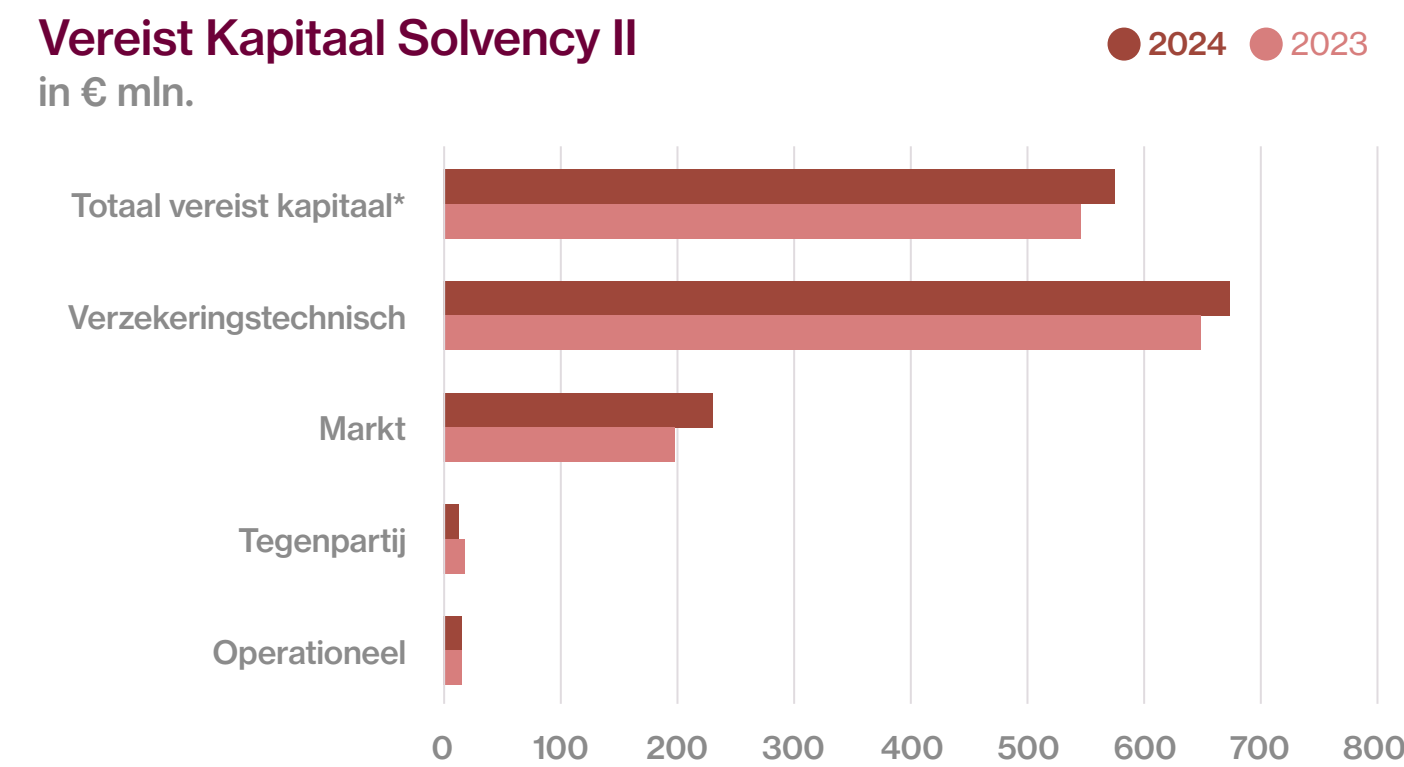 Vereist Kapitaal Solvency II
2024 2023
in € mln.
Totaal vereist kapitaal*
Verzekeringstechnisch
Markt
Tegenpartij
Operationeel
0 100 200 300 400 500 600 700 800